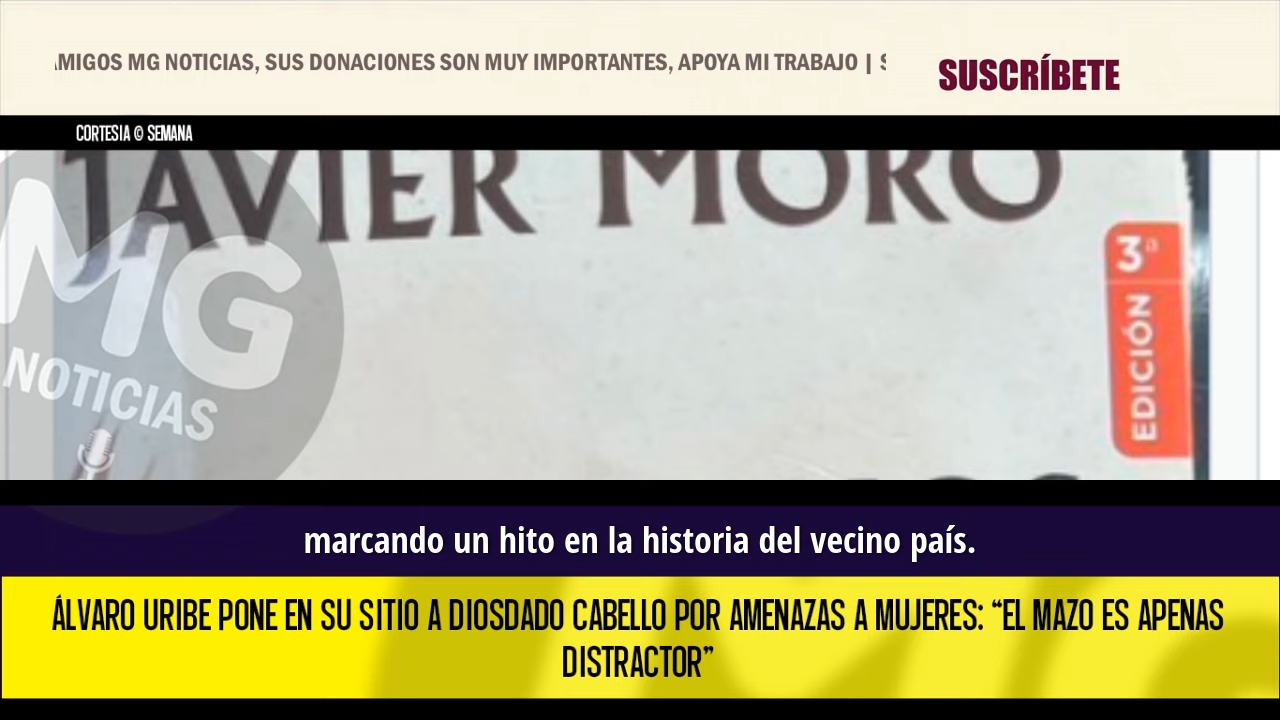 AMIGOS MG NOTICIAS, SUS DONACIONES SON MUY IMPORTANTES, APOYA MI TRABAJO | S
SUSCRÍBETE
CORTESIA © SEMANA
JAVIER MORO
3ª
EDICIÓN
MG
NOTICIAS
marcando un hito en la historia del vecino país.
ÁLVARO URIBE PONE EN SU SITIO A DIOSDADO CABELLO POR AMENAZAS A MUJERES: “EL MAZO ES APENAS
DISTRACTOR”